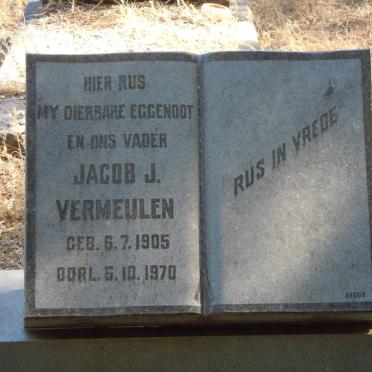 HIER RUS
MY DIERBARE EGGENOOT
EN ONS VADER
JACOB J.
VERMEULEN
GEB. 6.7.1905
OORL. 5.10.1970
RUS IN VREDE